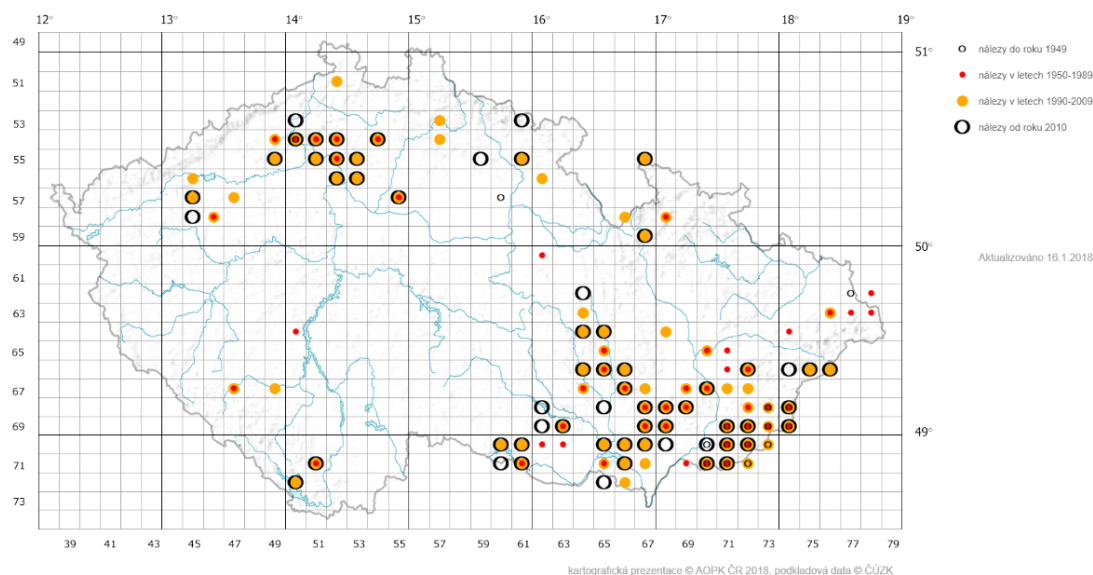 12° 13° 14° 15° 16° 17° 18° 19°
49
51°
nálezy do roku 1949
51
nálezy v letech 1950-1989
nálezy v letech 1990-2009
53
nálezy od roku 2010
55
57
59
50°
Aktualizováno 16.1.2018
61
63
65
67
69
49°
71
73
39 41 43 45 47 49 51 53 55 57 59 61 63 65 67 69 71 73 75 77 79
kartografická prezentace © AOPK ČR 2018, podkladová data © ČÚZK